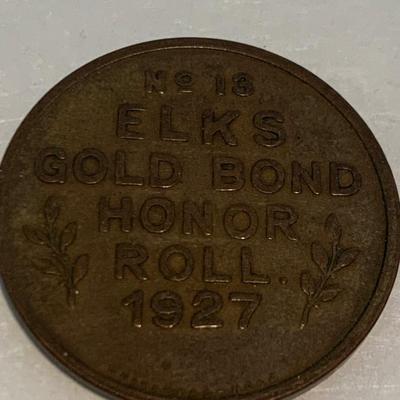 No 13
ELKS
GOLD BOND
HONOR
ROLL.
1927